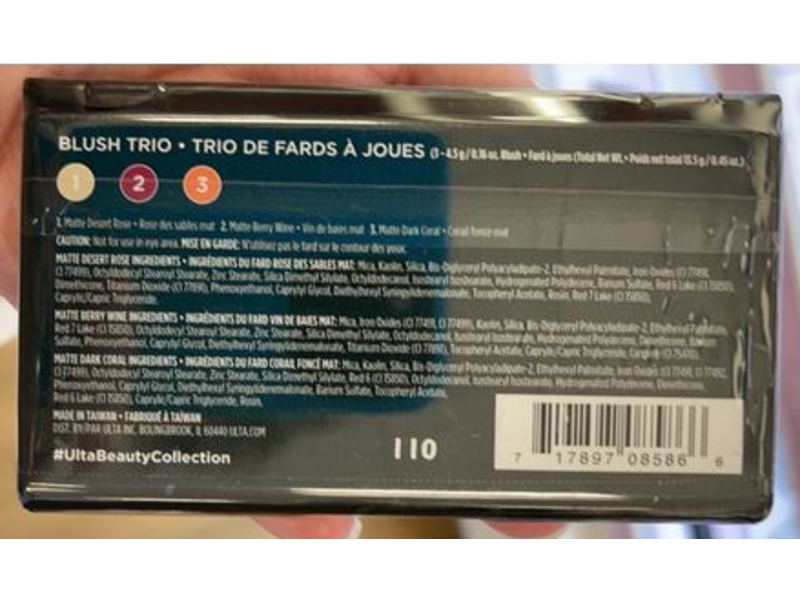 BLUSH TRIO • TRIO DE FARDS À JOUES (3 - 4.5 g / 0.16 oz. Blush • Fard à joues (Total Net Wt. • Poids net total 13.5 g / 0.45 oz.)
1 2 3
1. Matte Desert Rose • Rose des sables mat 2. Matte Berry Wine • Vin de baies mat 3. Matte Dark Coral • Corail foncé mat
CAUTION: Not for use in eye area. MISE EN GARDE: N'utilisez pas le fard sur le contour des yeux.
MATTE DESERT ROSE INGREDIENTS • INGRÉDIENTS DU FARD ROSE DES SABLES MAT: Mica, Kaolin, Silica, Bis-Diglyceryl Polyacyladipate-2, Ethylhexyl Palmitate, Iron Oxides (CI 77491,
CI 77499), Octyldodecyl Stearoyl Stearate, Zinc Stearate, Silica Dimethyl Silylate, Octyldodecanol, Isostearyl Isostearate, Hydrogenated Polydecene, Barium Sulfate, Red 6 Lake (CI 15850),
Dimethicone, Titanium Dioxide (CI 77891), Phenoxyethanol, Caprylyl Glycol, Diethylhexyl Syringylidenemalonate, Tocopheryl Acetate, Rosin, Red 7 Lake (CI 15850),
Caprylic/Capric Triglyceride.
MATTE BERRY WINE INGREDIENTS • INGRÉDIENTS DU FARD VIN DE BAIES MAT: Mica, Iron Oxides (CI 77491, CI 77499), Kaolin, Silica, Bis-Diglyceryl Polyacyladipate-2, Ethylhexyl Palmitate,
Red 7 Lake (CI 15850), Octyldodecyl Stearoyl Stearate, Zinc Stearate, Silica Dimethyl Silylate, Octyldodecanol, Isostearyl Isostearate, Hydrogenated Polydecene, Dimethicone, Barium
Sulfate, Phenoxyethanol, Caprylyl Glycol, Diethylhexyl Syringylidenemalonate, Titanium Dioxide (CI 77891), Tocopheryl Acetate, Caprylic/Capric Triglyceride, Carmine (CI 75470).
MATTE DARK CORAL INGREDIENTS • INGRÉDIENTS DU FARD CORAIL FONCÉ MAT: Mica, Kaolin, Silica, Bis-Diglyceryl Polyacyladipate-2, Ethylhexyl Palmitate, Iron Oxides (CI 77491, CI 77492,
Octyldodecyl Stearoyl Stearate, Zinc Stearate, Silica Dimethyl Silylate, Red 6 (CI 15850), Octyldodecanol, Isostearyl Isostearate, Hydrogenated Polydecene, Dimethicone,
Phenoxyethanol, Caprylyl Glycol, Diethylhexyl Syringylidenemalonate, Barium Sulfate, Tocopheryl Acetate,
Red 6 Lake (CI 15850), Caprylic/Capric Triglyceride, Rosin.
MADE IN TAIWAN • FABRIQUÉ À TAÏWAN
DIST. BY/PAR ULTA INC. BOLINGBROOK, IL 60440 ULTA.COM
#UltaBeautyCollection
110
7 17897 08586 6